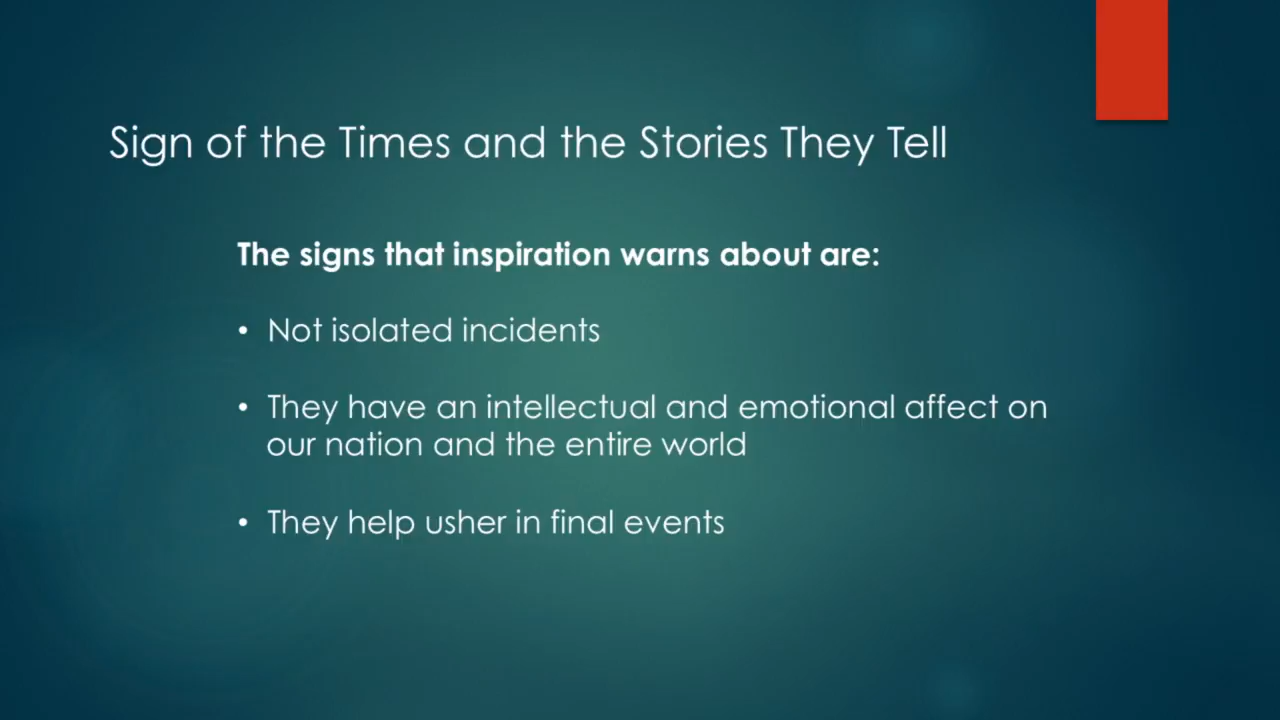 Sign of the Times and the Stories They Tell
The signs that inspiration warns about are:
• Not isolated incidents
• They have an intellectual and emotional affect on
our nation and the entire world
• They help usher in final events